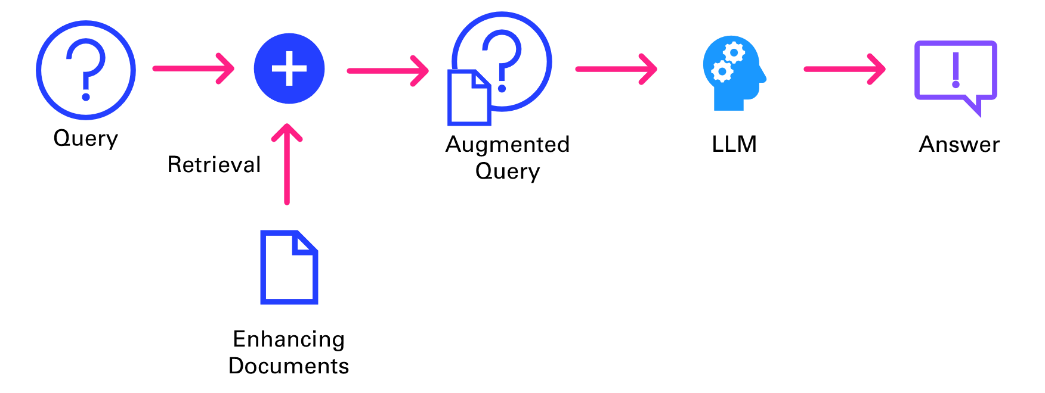 Query
Retrieval
Augmented
Query
LLM
Answer
Enhancing
Documents